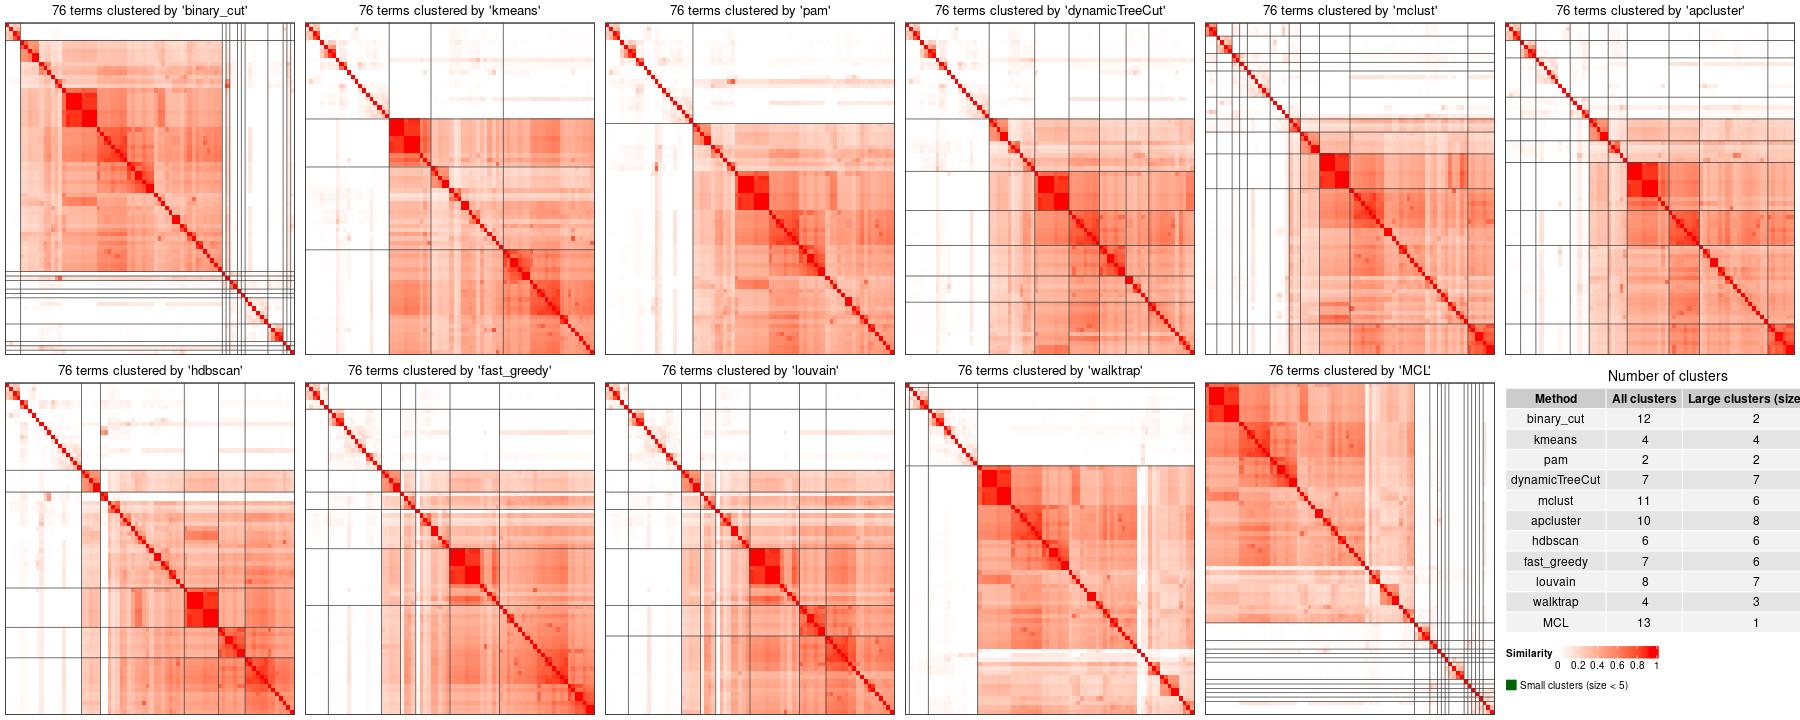 76 terms clustered by 'binary_cut'
76 terms clustered by 'kmeans'
76 terms clustered by 'pam'
76 terms clustered by 'dynamicTreeCut'
76 terms clustered by 'mclust'
76 terms clustered by 'apcluster'
76 terms clustered by 'hdbscan'
76 terms clustered by 'fast_greedy'
76 terms clustered by 'louvain'
76 terms clustered by 'walktrap'
76 terms clustered by 'MCL'
Number of clusters
Method All clusters Large clusters (size
binary_cut 12 2
kmeans 4 4
pam 2 2
dynamicTreeCut 7 7
mclust 11 6
apcluster 10 8
hdbscan 6 6
fast_greedy 7 6
louvain 8 7
walktrap 4 3
MCL 13 1
Similarity
0 0.2 0.4 0.6 0.8 1
Small clusters (size < 5)